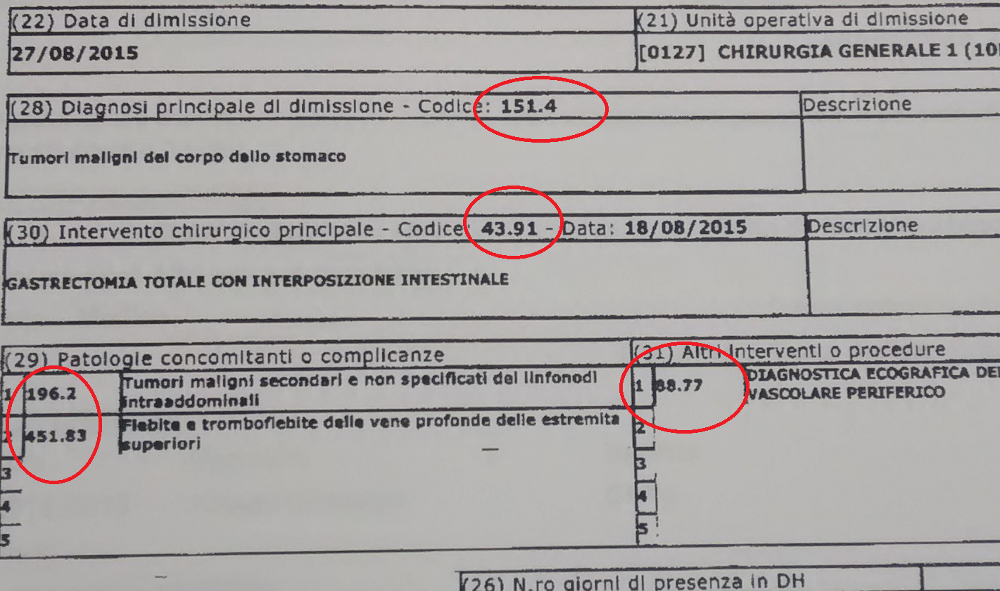 (22) Data di dimissione
(21) Unità operativa di dimissione
27/08/2015
[0127] CHIRURGIA GENERALE 1 (10
(28) Diagnosi principale di dimissione - Codice: 151.4
Descrizione
Tumori maligni del corpo dello stomaco
(30) Intervento chirurgico principale - Codice: 43.91 - Data: 18/08/2015
Descrizione
GASTRECTOMIA TOTALE CON INTERPOSIZIONE INTESTINALE
(29) Patologie concomitanti o complicanze
1 196.2 Tumori maligni secondari e non specificati dei linfonodi
intraaddominali
2 451.83 Flebite e tromboflebite delle vene profonde delle estremita
superiori
3
4
5
(31) Altri interventi o procedure
1 88.77 DIAGNOSTICA ECOGRAFICA DE
VASCOLARE PERIFERICO
2
3
4
5
(26) N.ro giorni di presenza in DH